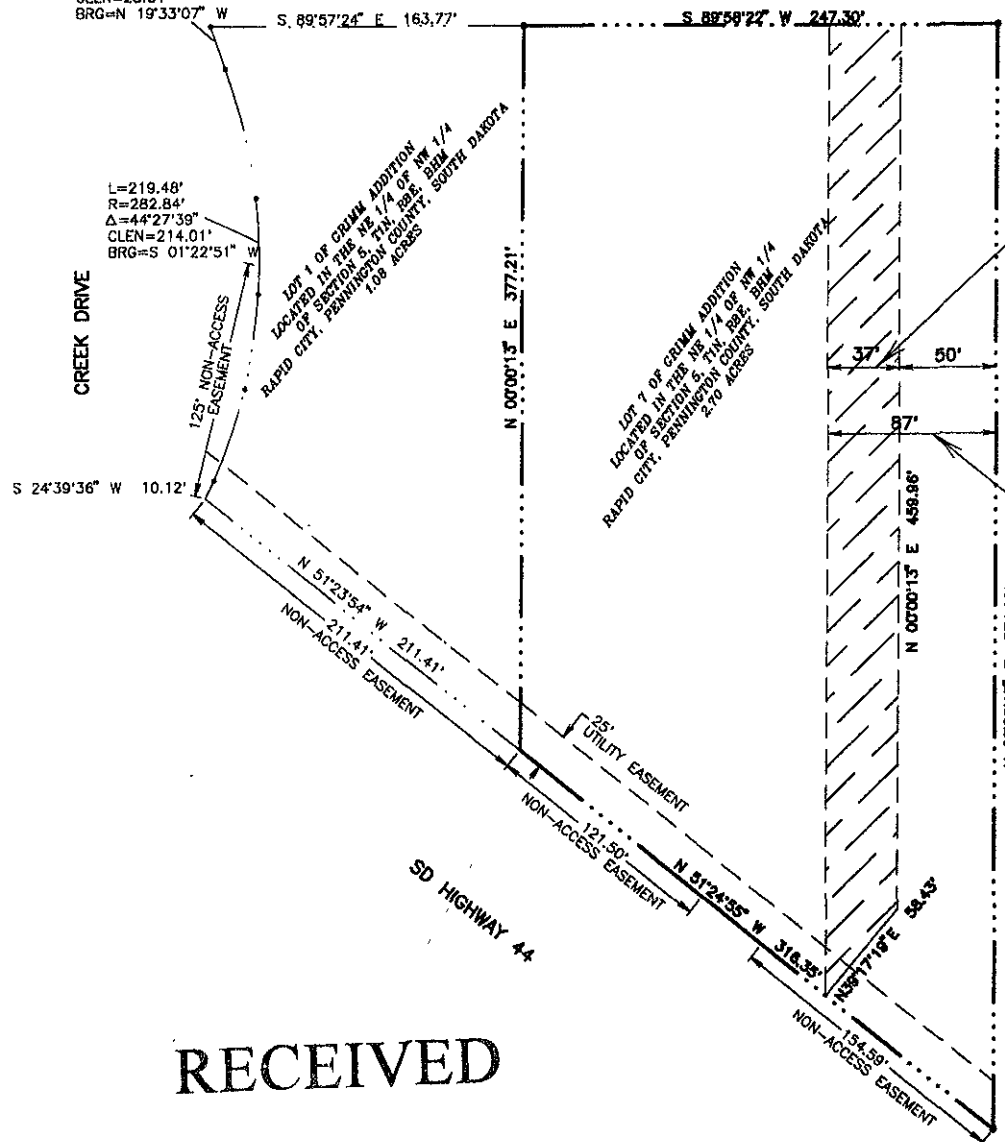 BRG=N 19°33'07" W
S 89°57'24" E 163.77'
S 89°58'22" W 247.30'
LOT 1 OF GRIMM ADDITION
LOCATED IN THE NE 1/4 OF NW 1/4
OF SECTION 5, T1N, R8E, BHM
RAPID CITY, PENNINGTON COUNTY, SOUTH DAKOTA
1.08 ACRES
L=219.48'
R=282.84'
Δ=44°27'39"
CLEN=214.01'
BRG=S 01°22'51" W
CREEK DRIVE
125' NON-ACCESS
EASEMENT
N 00°00'13" E 377.21'
LOT 7 OF GRIMM ADDITION
LOCATED IN THE NE 1/4 OF NW 1/4
OF SECTION 5, T1N, R8E, BHM
RAPID CITY, PENNINGTON COUNTY, SOUTH DAKOTA
2.70 ACRES
37'
50'
87'
N 00°00'13" E 459.96'
S 24°39'36" W 10.12'
N 51°23'54" W 211.41'
211.41'
NON-ACCESS EASEMENT
25'
UTILITY EASEMENT
121.50'
NON-ACCESS EASEMENT
N 51°24'55" W 316.35'
N39°17'19"E 58.43'
154.59'
NON-ACCESS EASEMENT
SD HIGHWAY 44
RECEIVED